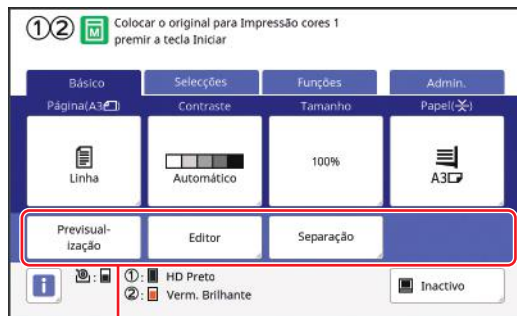 ①② M Colocar o original para Impressão cores 1
premir a tecla Iniciar
Básico Selecções Funções Admin.
Página(A3) Contraste Tamanho Papel()
Linha Automático 100% A3
Previsual-
ização Editor Separação
i : ①: HD Preto Inactivo
②: Verm. Brilhante